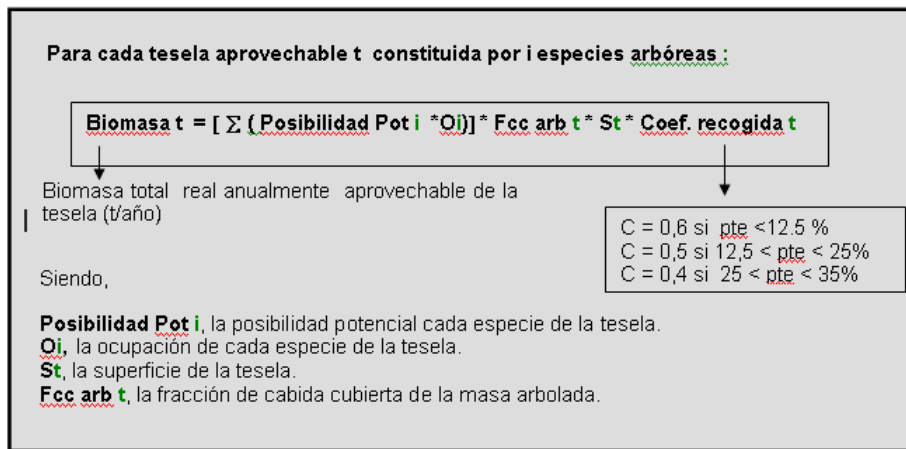 Para cada tesela aprovechable t constituida por i especies arbóreas :
Biomasa t = [ Σ ( Posibilidad Pot i *Oi)] * Fcc arb t * St * Coef. recogida t
Biomasa total real anualmente aprovechable de la
tesela (t/año)
C = 0,6 si pte <12.5 %
C = 0,5 si 12,5 < pte < 25%
C = 0,4 si 25 < pte < 35%
Siendo,
Posibilidad Pot i, la posibilidad potencial cada especie de la tesela.
Oi, la ocupación de cada especie de la tesela.
St, la superficie de la tesela.
Fcc arb t, la fracción de cabida cubierta de la masa arbolada.